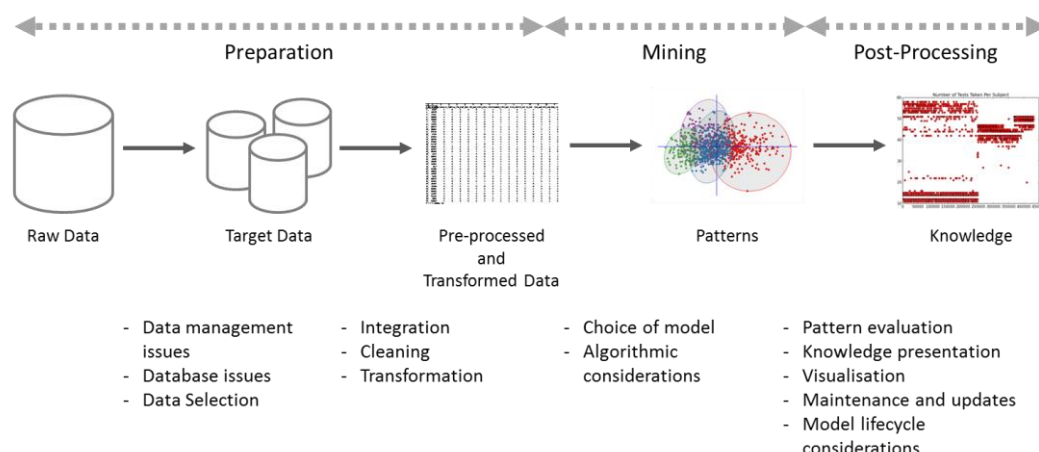 Preparation
Mining
Post-Processing
Number of Tests Taken Per Subject
Raw Data
Target Data
Pre-processed
and
Transformed Data
Patterns
Knowledge
- Data management
issues
- Database issues
- Data Selection
- Integration
- Cleaning
- Transformation
- Choice of model
- Algorithmic
considerations
- Pattern evaluation
- Knowledge presentation
- Visualisation
- Maintenance and updates
- Model lifecycle
considerations